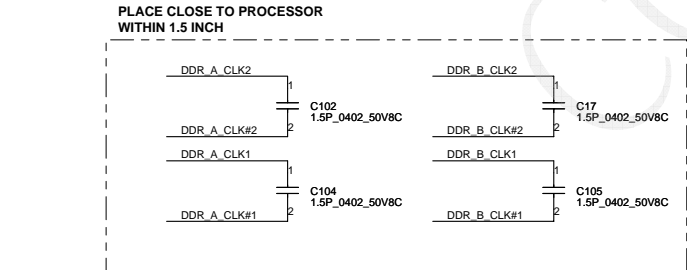 PLACE CLOSE TO PROCESSOR
WITHIN 1.5 INCH
DDR_A_CLK2
1
C102
1.5P_0402_50V8C
DDR_A_CLK#2
2
DDR_A_CLK1
1
C104
1.5P_0402_50V8C
DDR_A_CLK#1
2
DDR_B_CLK2
1
C17
1.5P_0402_50V8C
DDR_B_CLK#2
2
DDR_B_CLK1
1
C105
1.5P_0402_50V8C
DDR_B_CLK#1
2